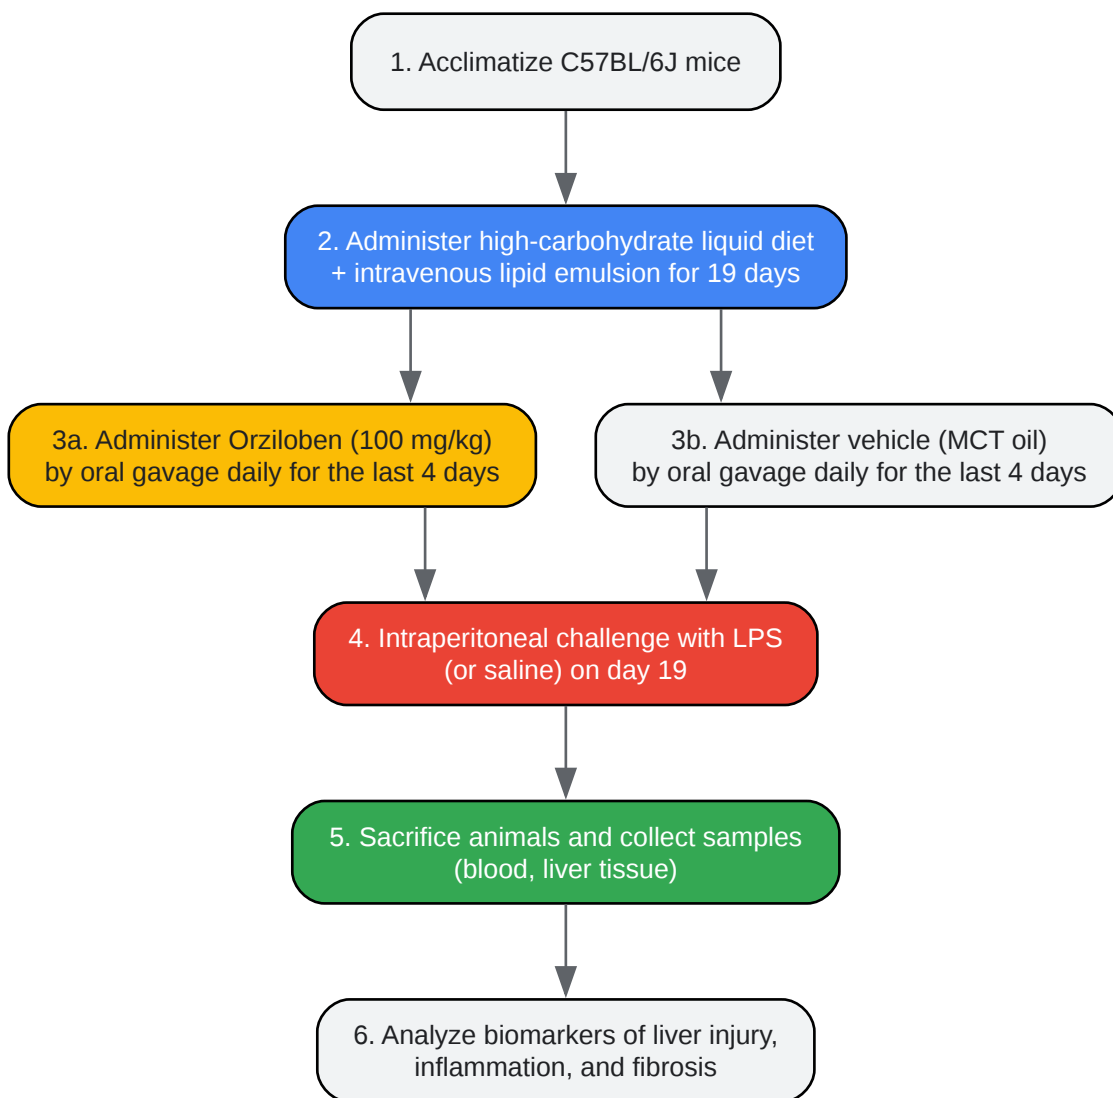 1. Acclimatize C57BL/6J mice
2. Administer high-carbohydrate liquid diet
+ intravenous lipid emulsion for 19 days
3a. Administer Orziloben (100 mg/kg)
by oral gavage daily for the last 4 days
3b. Administer vehicle (MCT oil)
by oral gavage daily for the last 4 days
4. Intraperitoneal challenge with LPS
(or saline) on day 19
5. Sacrifice animals and collect samples
(blood, liver tissue)
6. Analyze biomarkers of liver injury,
inflammation, and fibrosis